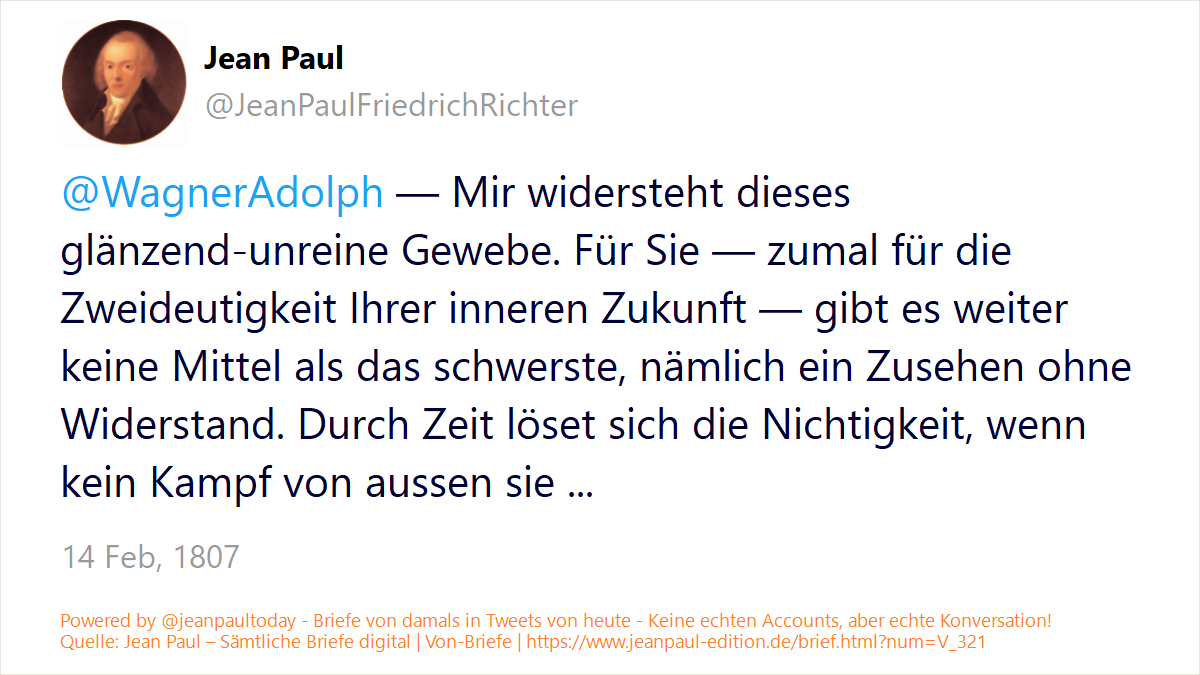 Jean Paul
@JeanPaulFriedrichRichter
@WagnerAdolph — Mir widersteht dieses
glänzend-unreine Gewebe. Für Sie — zumal für die
Zweideutigkeit Ihrer inneren Zukunft — gibt es weiter
keine Mittel als das schwerste, nämlich ein Zusehen ohne
Widerstand. Durch Zeit löset sich die Nichtigkeit, wenn
kein Kampf von aussen sie ...
14 Feb, 1807
Powered by @jeanpaultoday - Briefe von damals in Tweets von heute - Keine echten Accounts, aber echte Konversation!
Quelle: Jean Paul – Sämtliche Briefe digital | Von-Briefe | https://www.jeanpaul-edition.de/brief.html?num=V_321